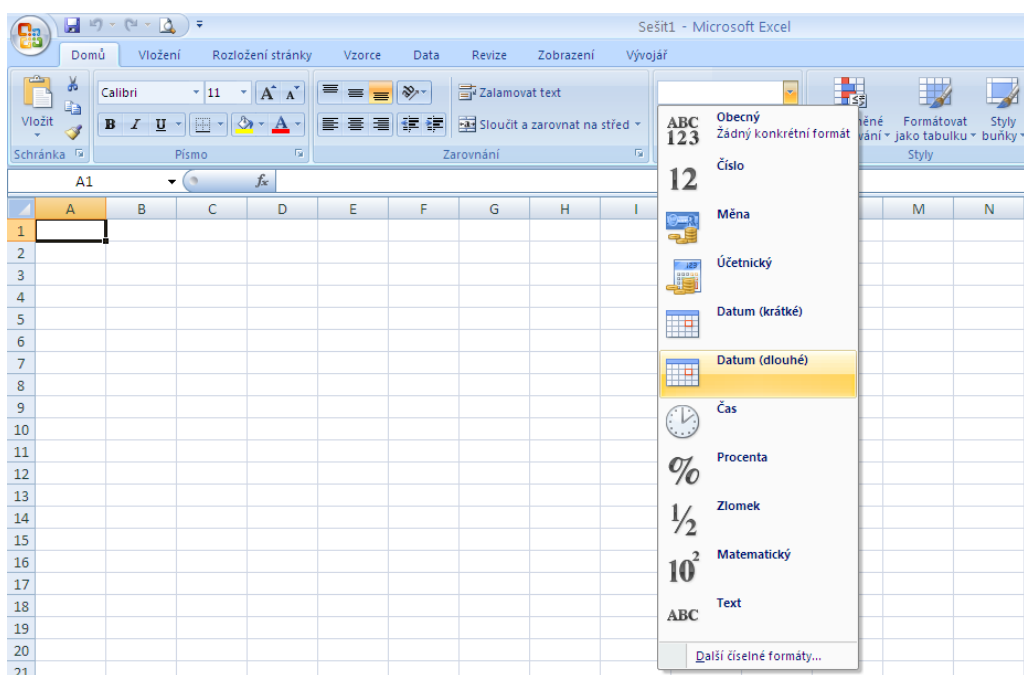 Sešit1 - Microsoft Excel
Domů Vložení Rozložení stránky Vzorce Data Revize Zobrazení Vývojář
Calibri 11 A A Zalamovat text
Vložit B I U A Sloučit a zarovnat na střed Formátovat jako tabulku Styly buňky
Schránka Písmo Zarovnání Styly
A1 fx
A B C D E F G H I M N
1
2
3
4
5
6
7
8
9
10
11
12
13
14
15
16
17
18
19
20
21
ABC 123 Obecný
Žádný konkrétní formát
12 Číslo
Měna
Účetnický
Datum (krátké)
Datum (dlouhé)
Čas
% Procenta
1/2 Zlomek
10² Matematický
ABC Text
Další číselné formáty...